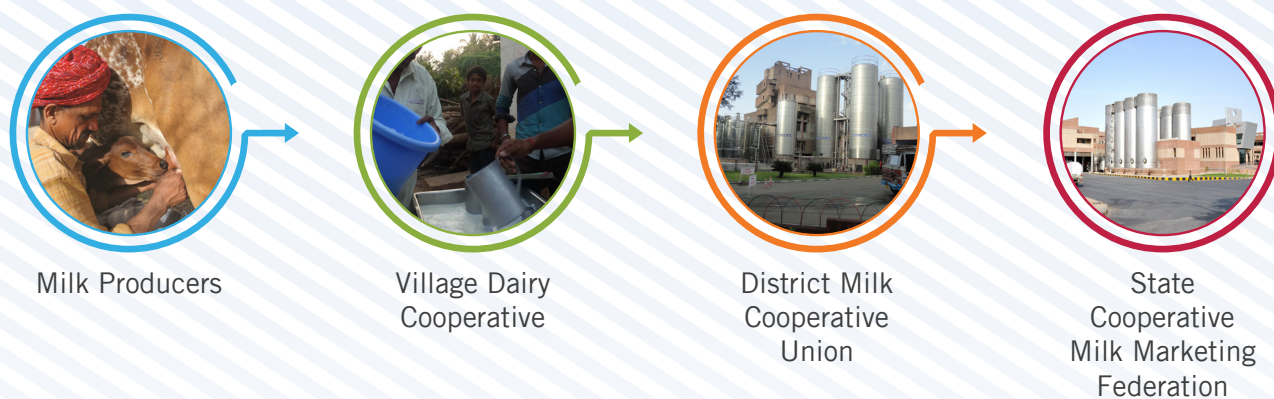 Milk Producers
Village Dairy
Cooperative
District Milk
Cooperative
Union
State
Cooperative
Milk Marketing
Federation